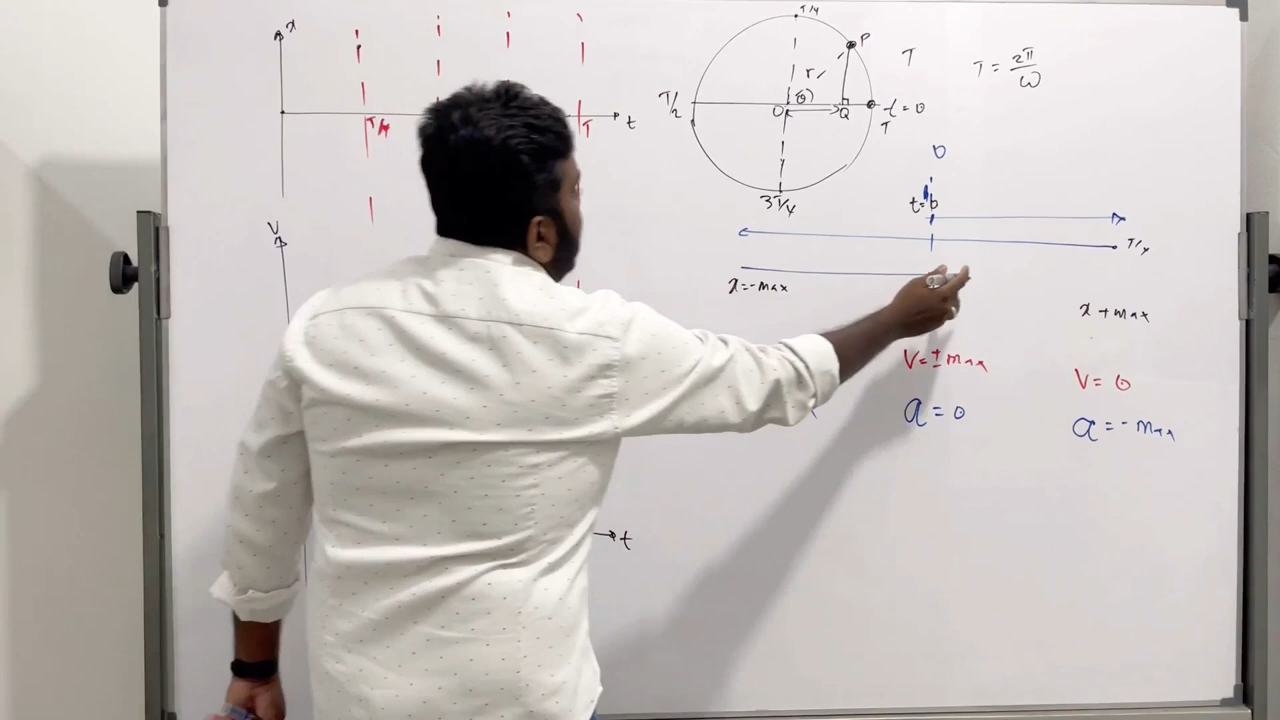 x
T/4
T
t
V
t
T/4
P
r
θ
O
Q
T/2
t=0
T
3T/4
T
T = 2π/ω
0
t=0
T/4
x=-max
x +max
V=±max
V= 0
a = 0
a = - max